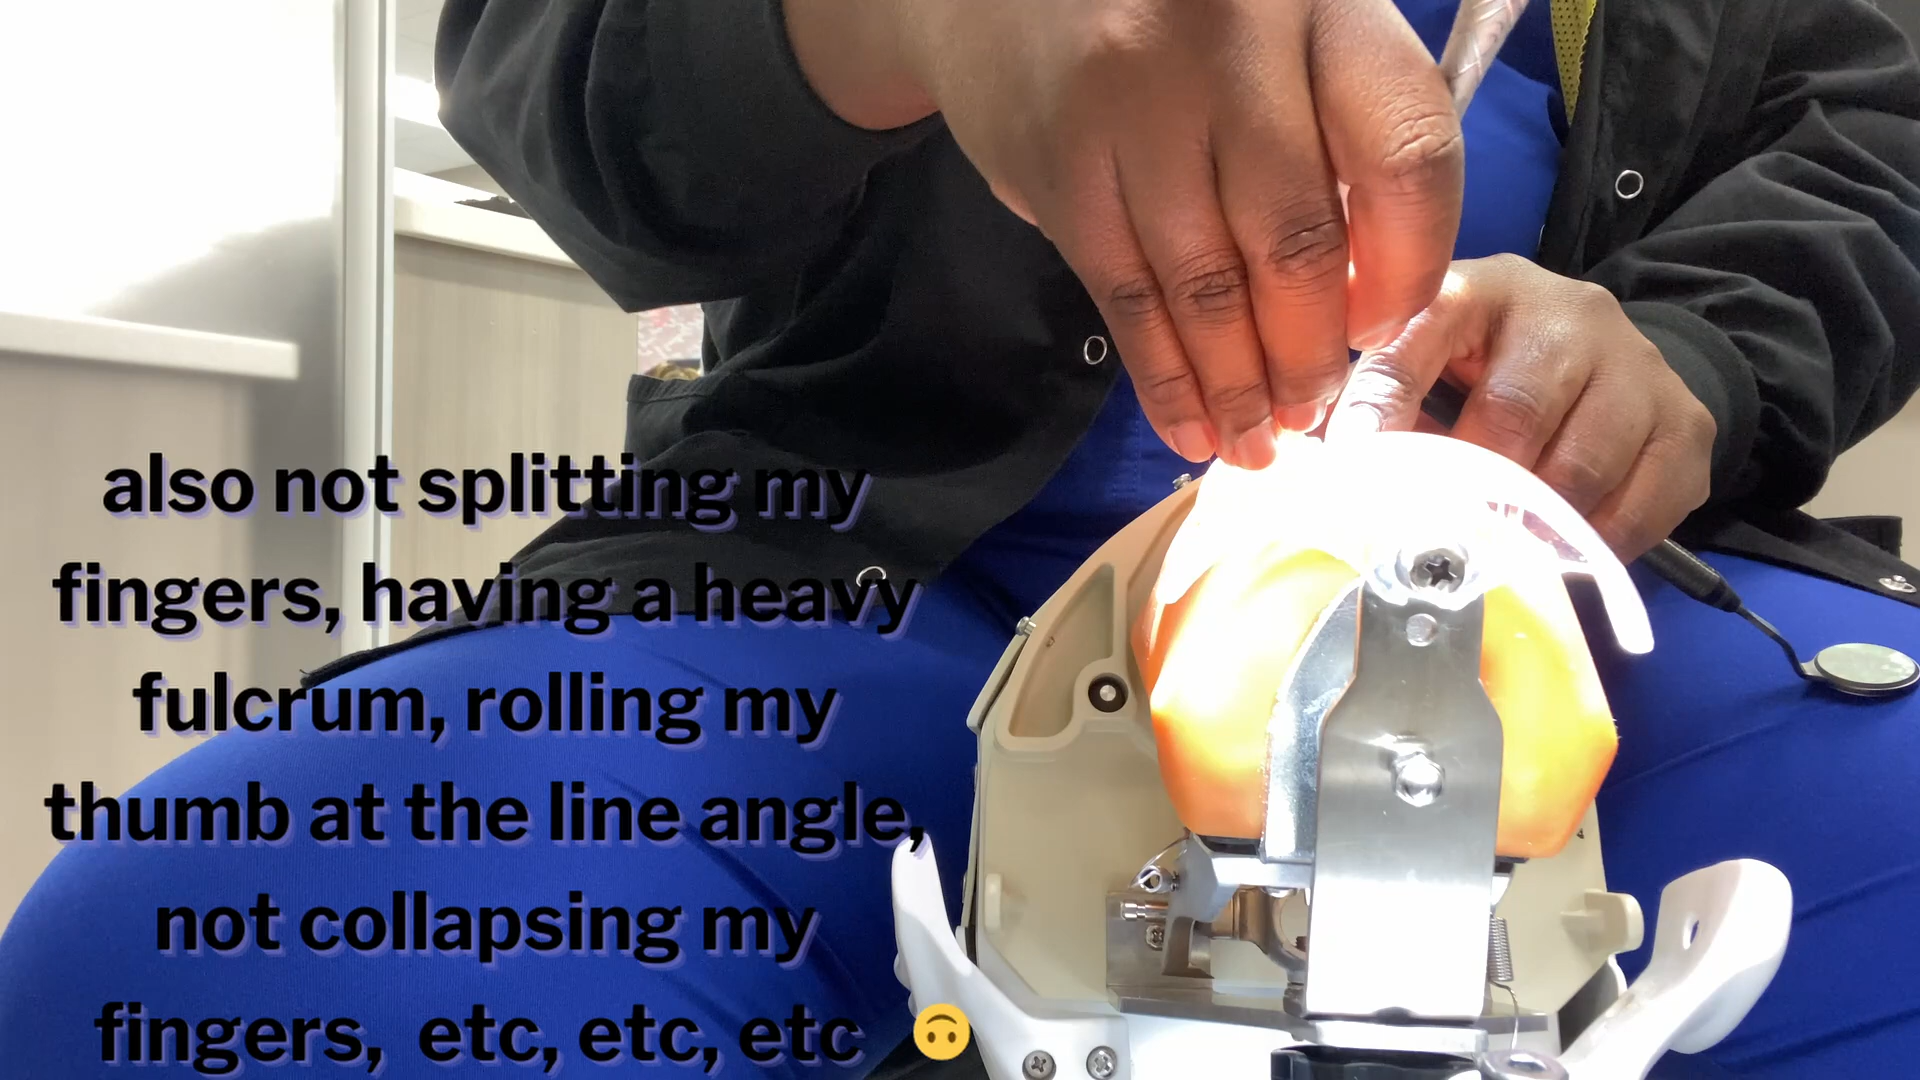 also not splitting my
fingers, having a heavy
fulcrum, rolling my
thumb at the line angle,
not collapsing my
fingers, etc, etc, etc 🙃